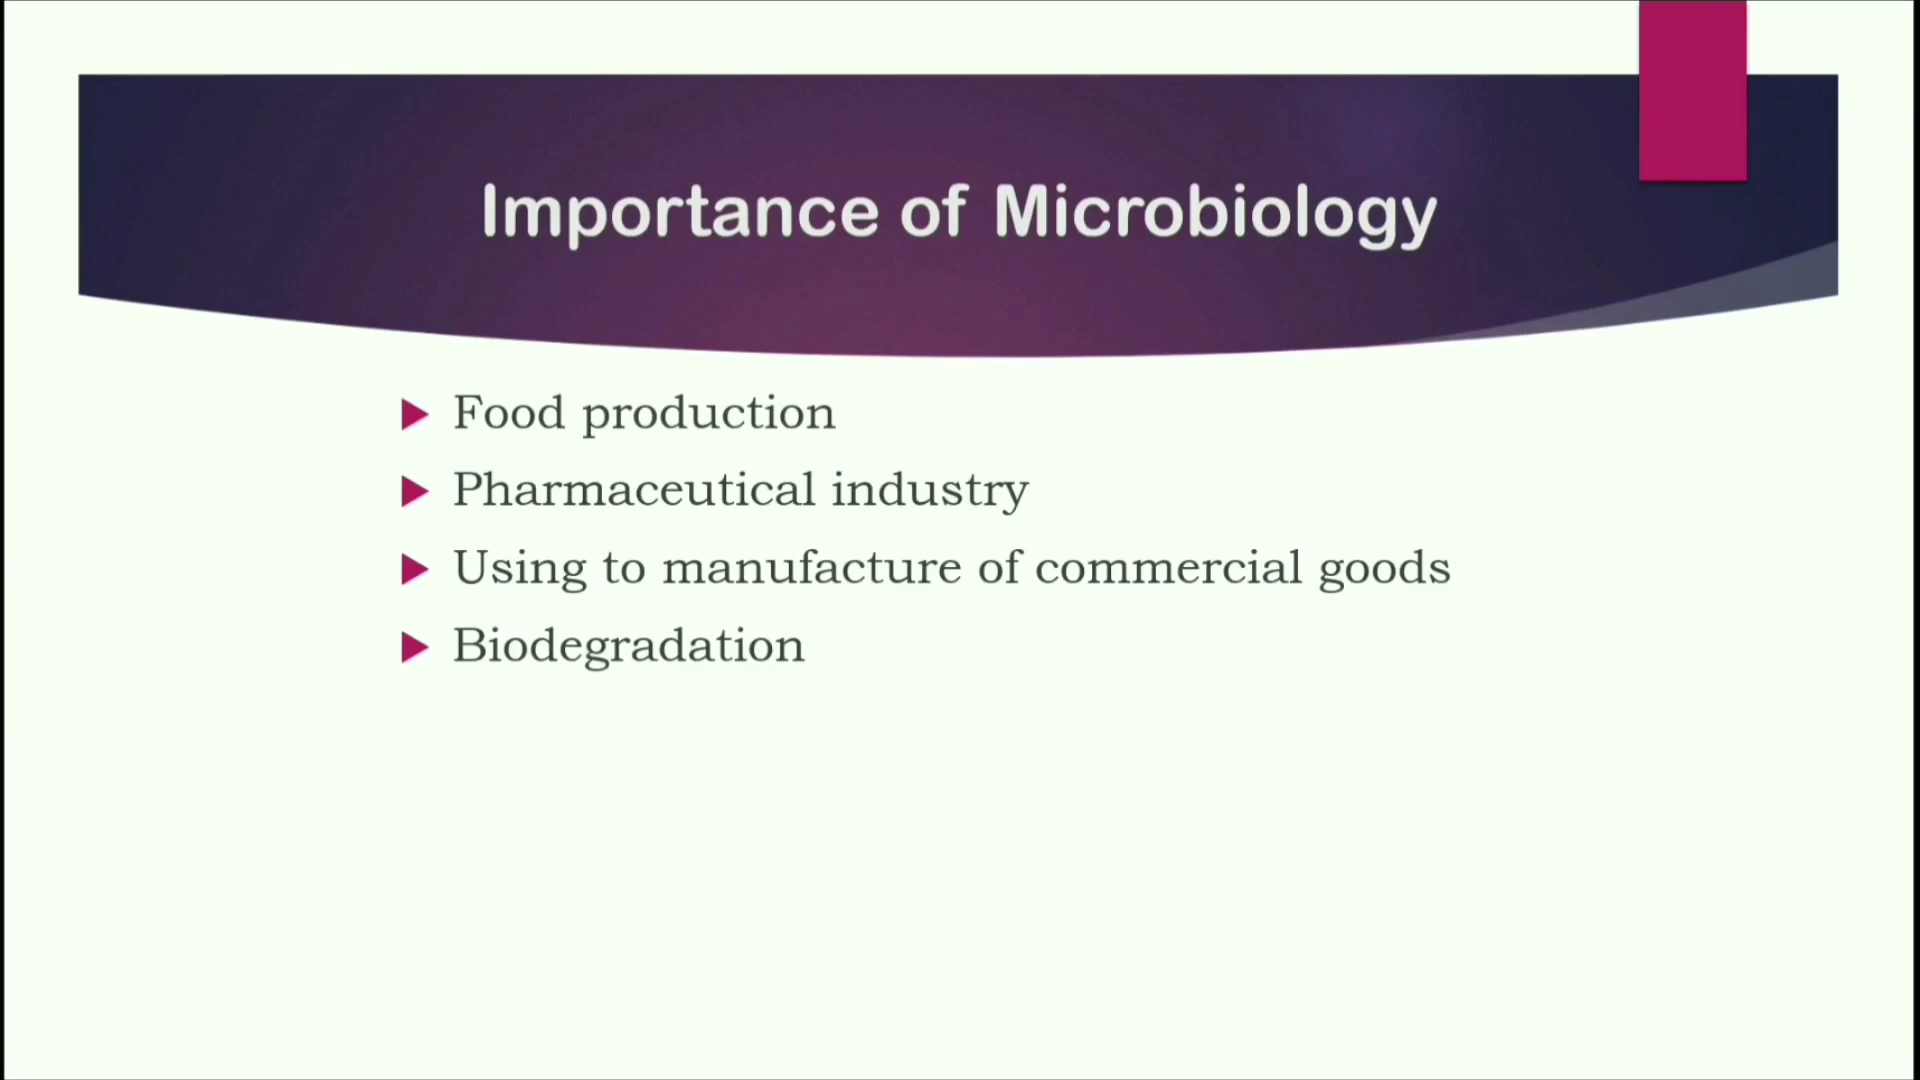 Importance of Microbiology
Food production
Pharmaceutical industry
Using to manufacture of commercial goods
Biodegradation